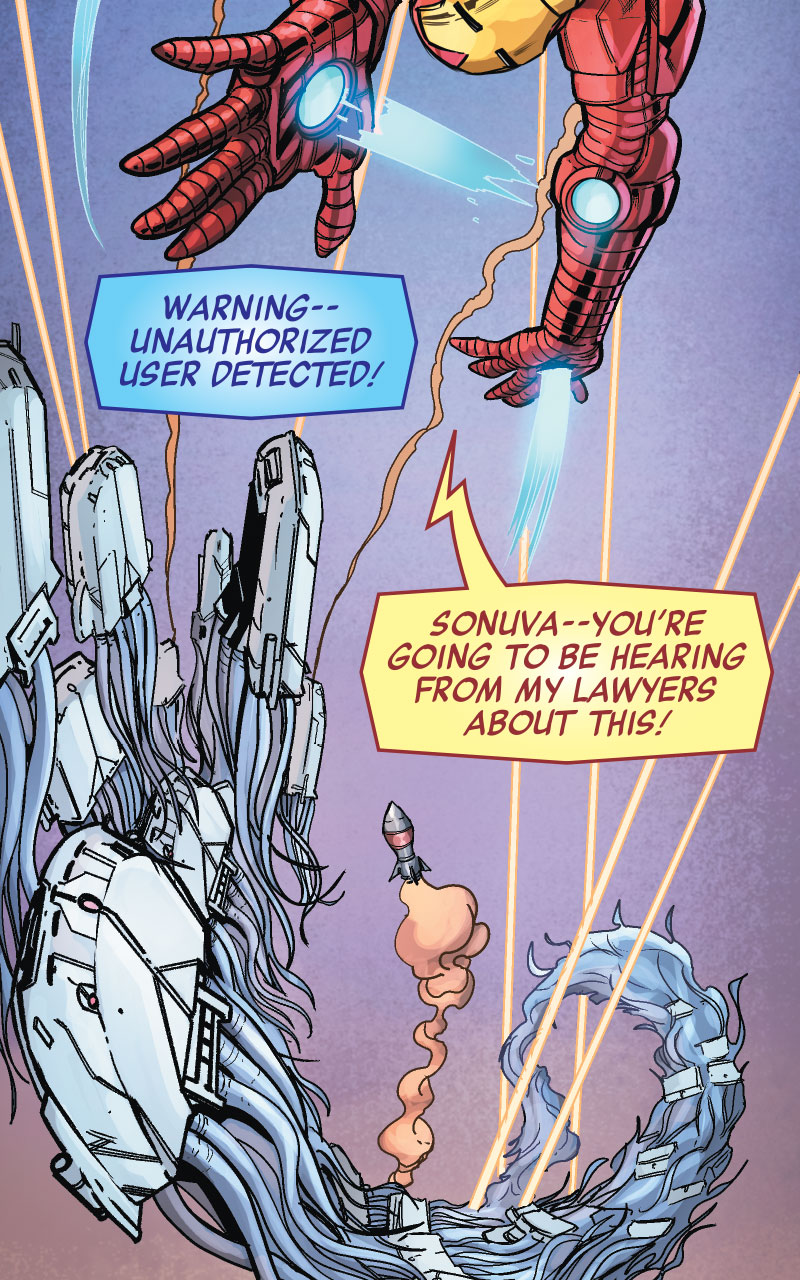 WARNING--
UNAUTHORIZED
USER DETECTED!
SONUVA--YOU'RE
GOING TO BE HEARING
FROM MY LAWYERS
ABOUT THIS!